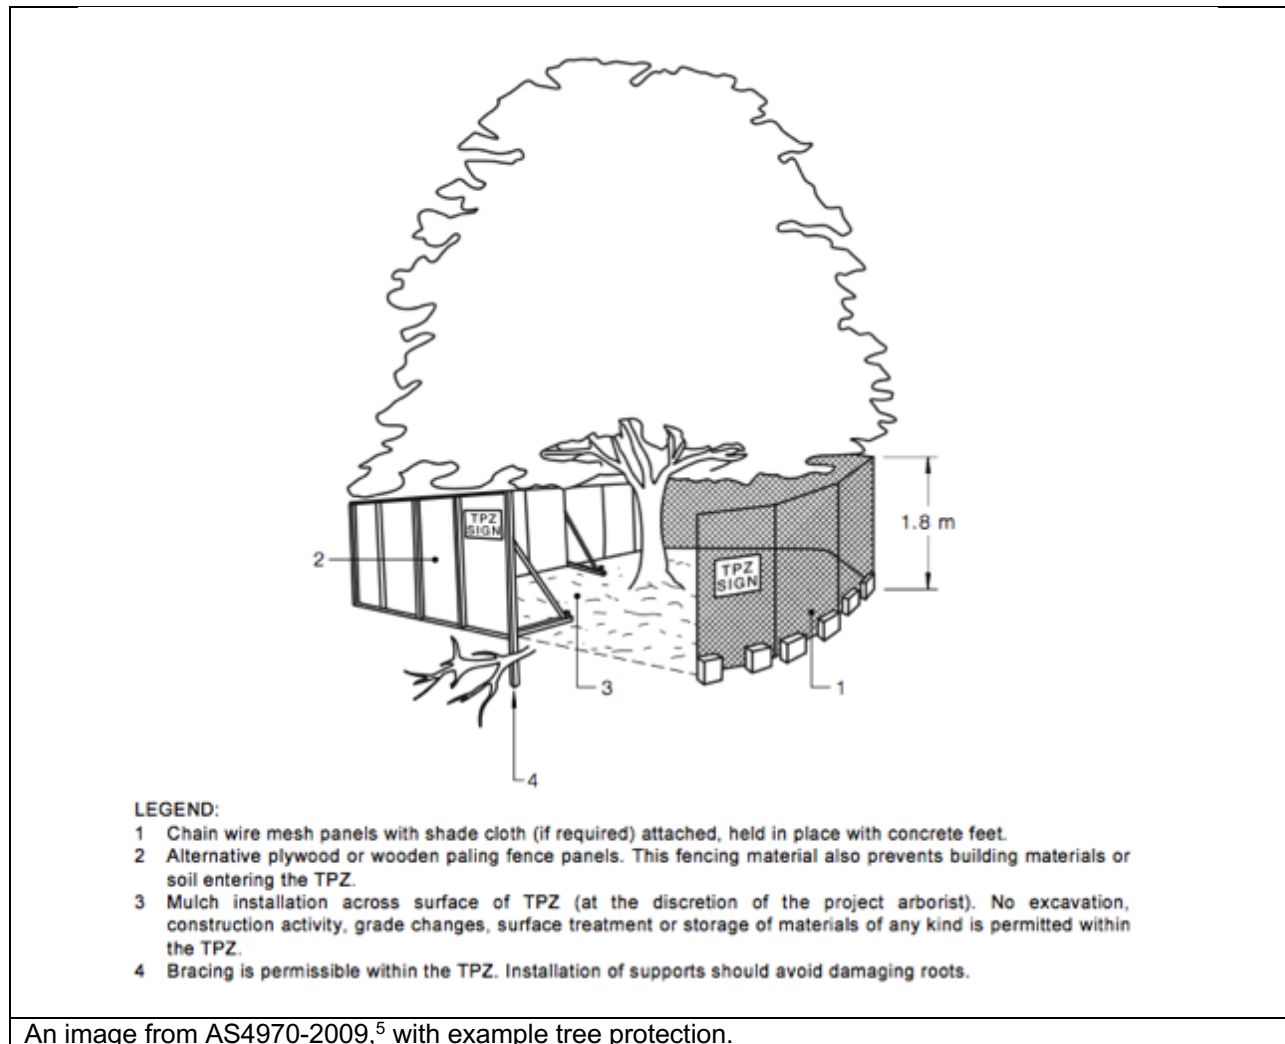 TPZ
SIGN
1.8 m
2
TPZ
SIGN
3
1
4
LEGEND:
1 Chain wire mesh panels with shade cloth (if required) attached, held in place with concrete feet.
2 Alternative plywood or wooden paling fence panels. This fencing material also prevents building materials or
soil entering the TPZ.
3 Mulch installation across surface of TPZ (at the discretion of the project arborist). No excavation,
construction activity, grade changes, surface treatment or storage of materials of any kind is permitted within
the TPZ.
4 Bracing is permissible within the TPZ. Installation of supports should avoid damaging roots.
An image from AS4970-2009,⁵ with example tree protection.